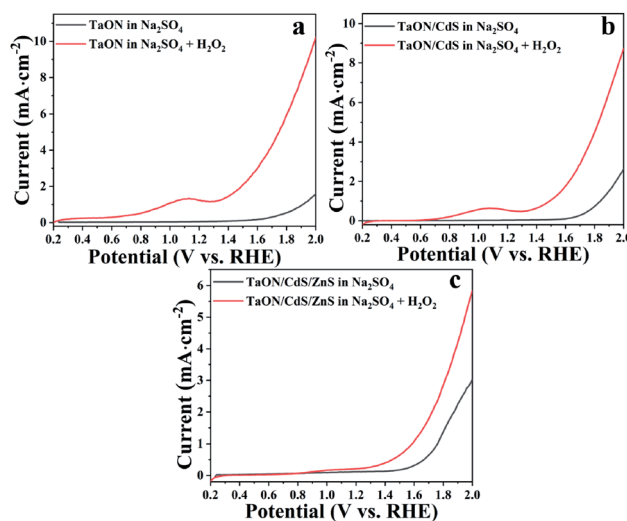 a
TaON in Na₂SO₄
TaON in Na₂SO₄ + H₂O₂
Current (mA·cm⁻²)
10
8
6
4
2
0
0.2 0.4 0.6 0.8 1.0 1.2 1.4 1.6 1.8 2.0
Potential (V vs. RHE)
b
TaON/CdS in Na₂SO₄
TaON/CdS in Na₂SO₄ + H₂O₂
Current (mA·cm⁻²)
10
8
6
4
2
0
0.2 0.4 0.6 0.8 1.0 1.2 1.4 1.6 1.8 2.0
Potential (V vs. RHE)
c
TaON/CdS/ZnS in Na₂SO₄
TaON/CdS/ZnS in Na₂SO₄ + H₂O₂
Current (mA·cm⁻²)
6
5
4
3
2
1
0
0.2 0.4 0.6 0.8 1.0 1.2 1.4 1.6 1.8 2.0
Potential (V vs. RHE)